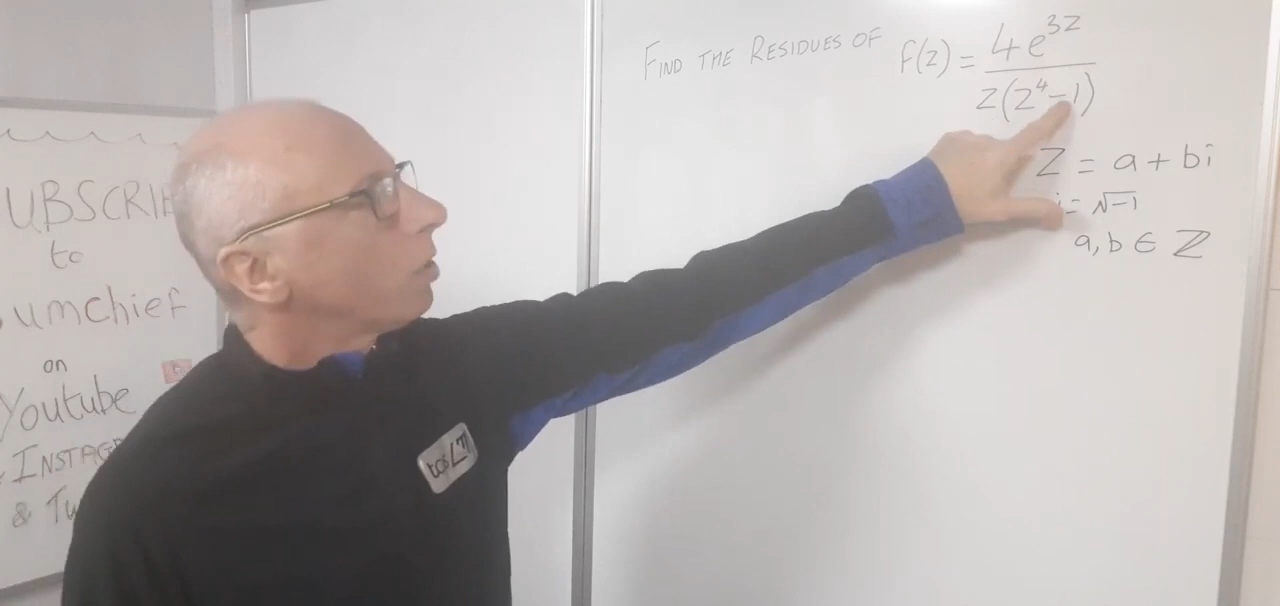 FIND THE RESIDUES OF f(z) = 4e^{3z} / z(z^4-1)
z = a + bi
i = √-1
a, b ∈ ℤ
UBSCRI
to
umchief
on
Youtube
INSTAG
& Tw